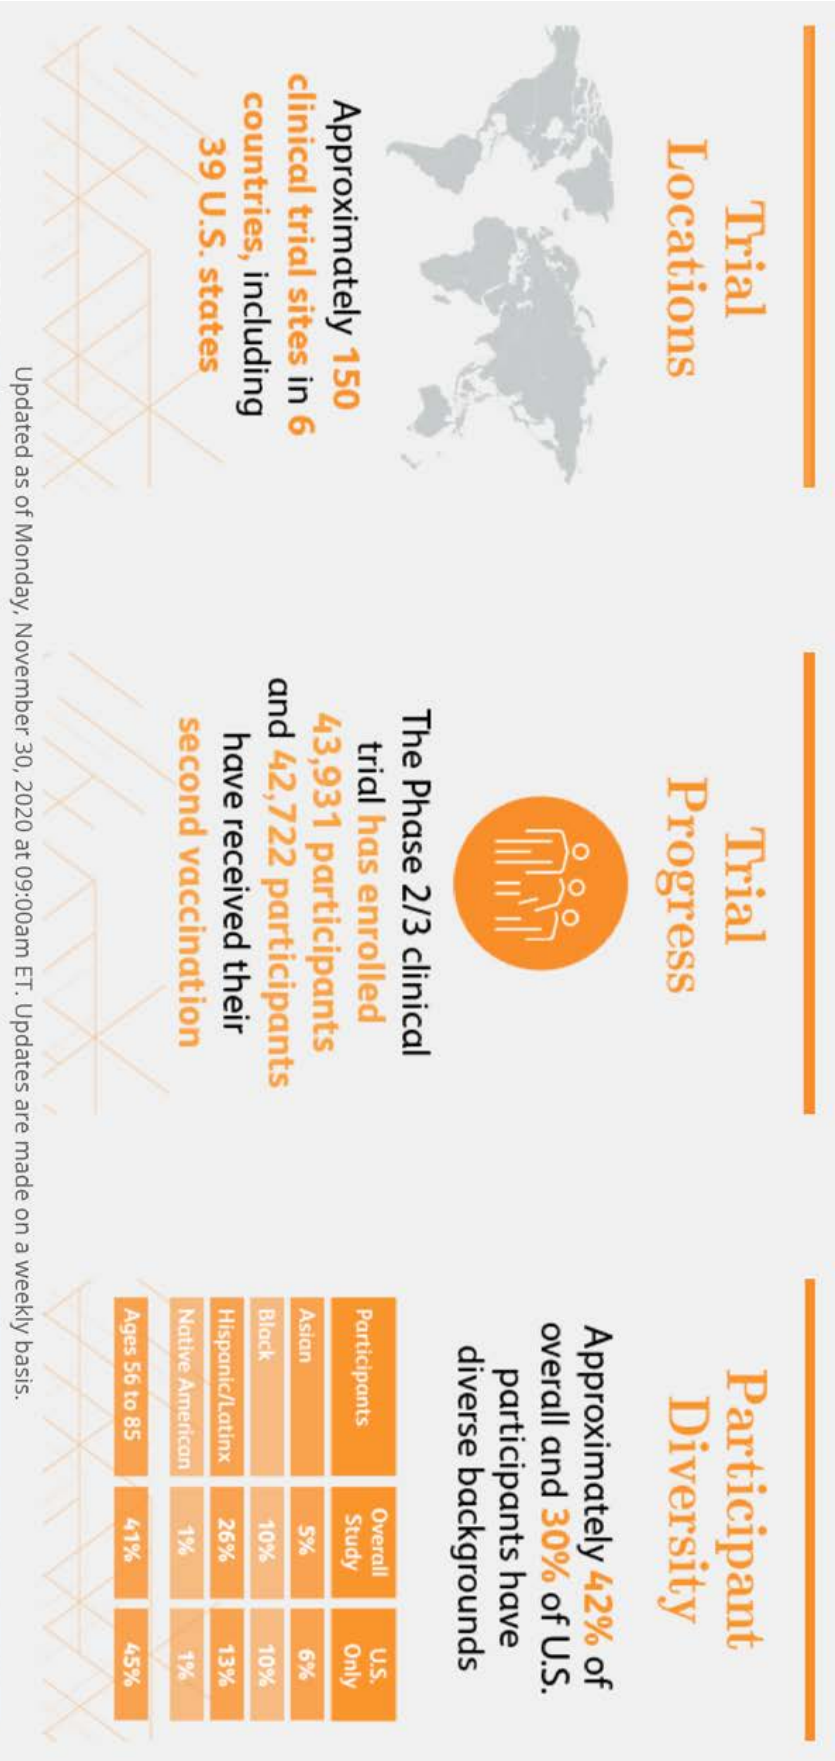 Trial
Locations
Approximately 150
clinical trial sites in 6
countries, including
39 U.S. states
Trial
Progress
The Phase 2/3 clinical
trial has enrolled
43,931 participants
and 42,722 participants
have received their
second vaccination
Participant
Diversity
Approximately 42% of
overall and 30% of U.S.
participants have
diverse backgrounds
Participants Overall Study U.S. Only
Asian 5% 6%
Black 10% 10%
Hispanic/Latinx 26% 13%
Native American 1% 1%
Ages 56 to 85 41% 45%
Updated as of Monday, November 30, 2020 at 09:00am ET. Updates are made on a weekly basis.